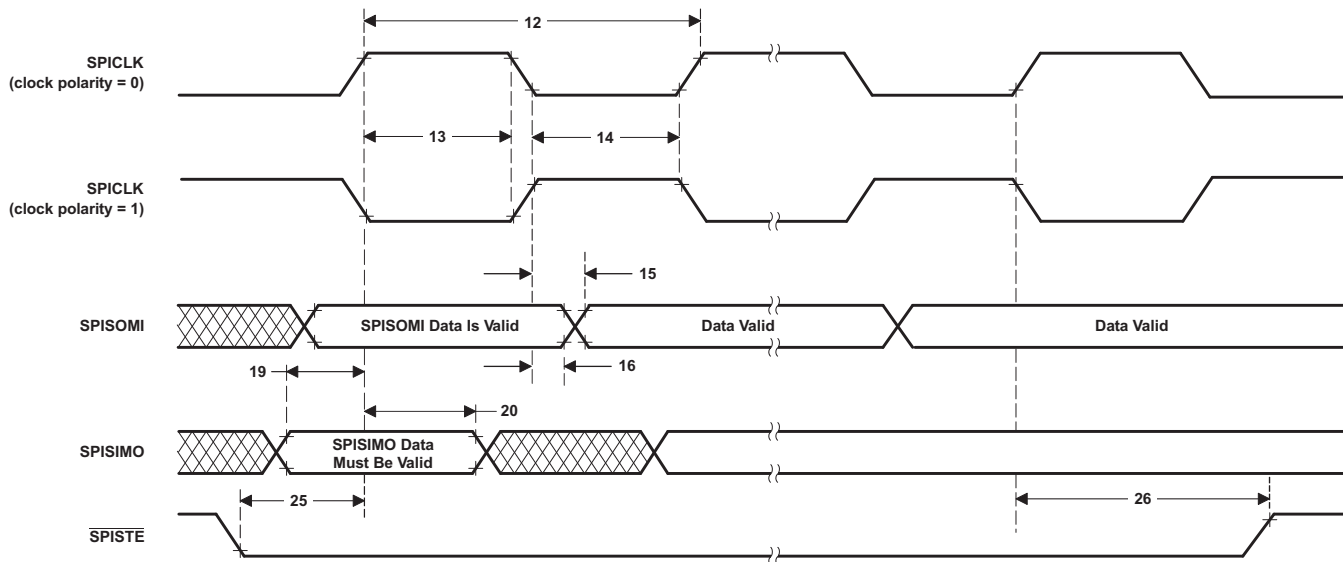 12
SPICLK
(clock polarity = 0)
13
14
SPICLK
(clock polarity = 1)
15
SPISOMI
SPISOMI Data Is Valid
Data Valid
Data Valid
19
16
20
SPISIMO
SPISIMO Data
Must Be Valid
25
26
SPISTE